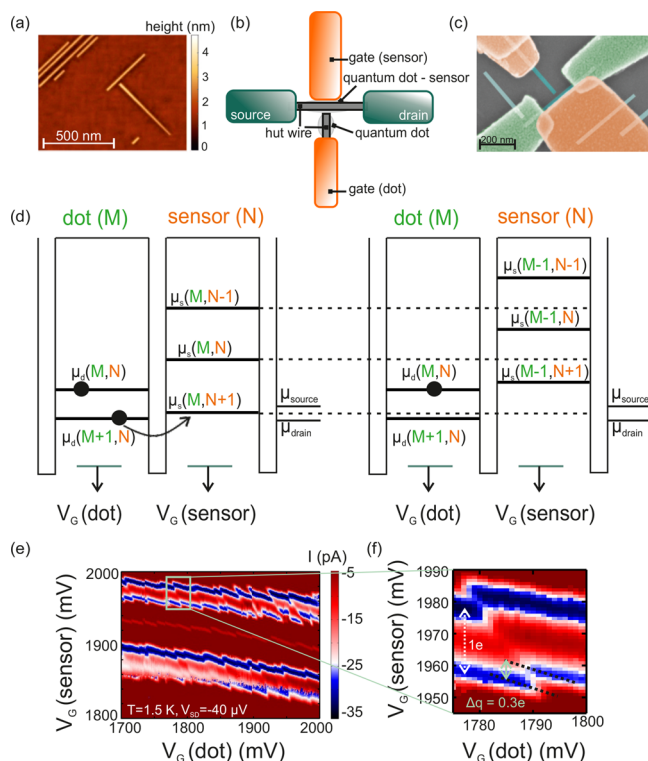 (a)
height (nm)
4
3
2
1
0
500 nm
(b)
gate (sensor)
quantum dot - sensor
source
drain
hut wire
quantum dot
gate (dot)
(c)
200 nm
(d)
dot (M)
sensor (N)
dot (M)
sensor (N)
μs(M-1,N-1)
μs(M,N-1)
μs(M-1,N)
μs(M,N)
μd(M,N)
μs(M-1,N+1)
μd(M,N)
μs(M,N+1)
μsource
μsource
μd(M+1,N)
μdrain
μd(M+1,N)
μdrain
VG(dot)
VG(sensor)
VG(dot)
VG(sensor)
(e)
I (pA)
(f)
VG(sensor) (mV)
2000
1900
1800
T=1.5 K, VSD=-40 μV
1700
1800
1900
2000
VG(dot) (mV)
-5
-15
-25
-35
VG(sensor) (mV)
1990
1980
1970
1960
1950
1e
Δq = 0.3e
1780
1790
1800
VG(dot) (mV)